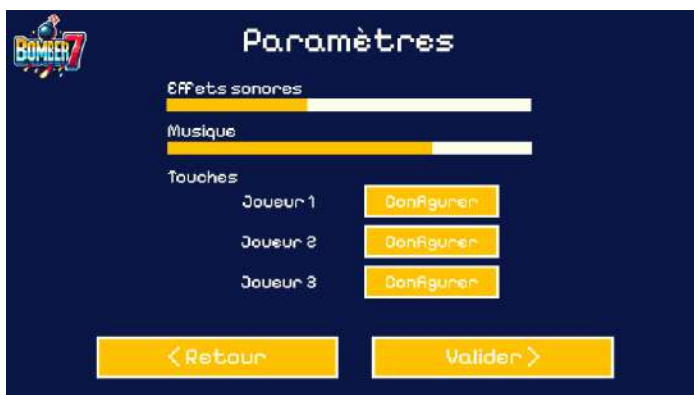 BOMBER7
Paramètres
Effets sonores
Musique
Touches
Joueur 1 Configurer
Joueur 2 Configurer
Joueur 3 Configurer
<Retour Valider>